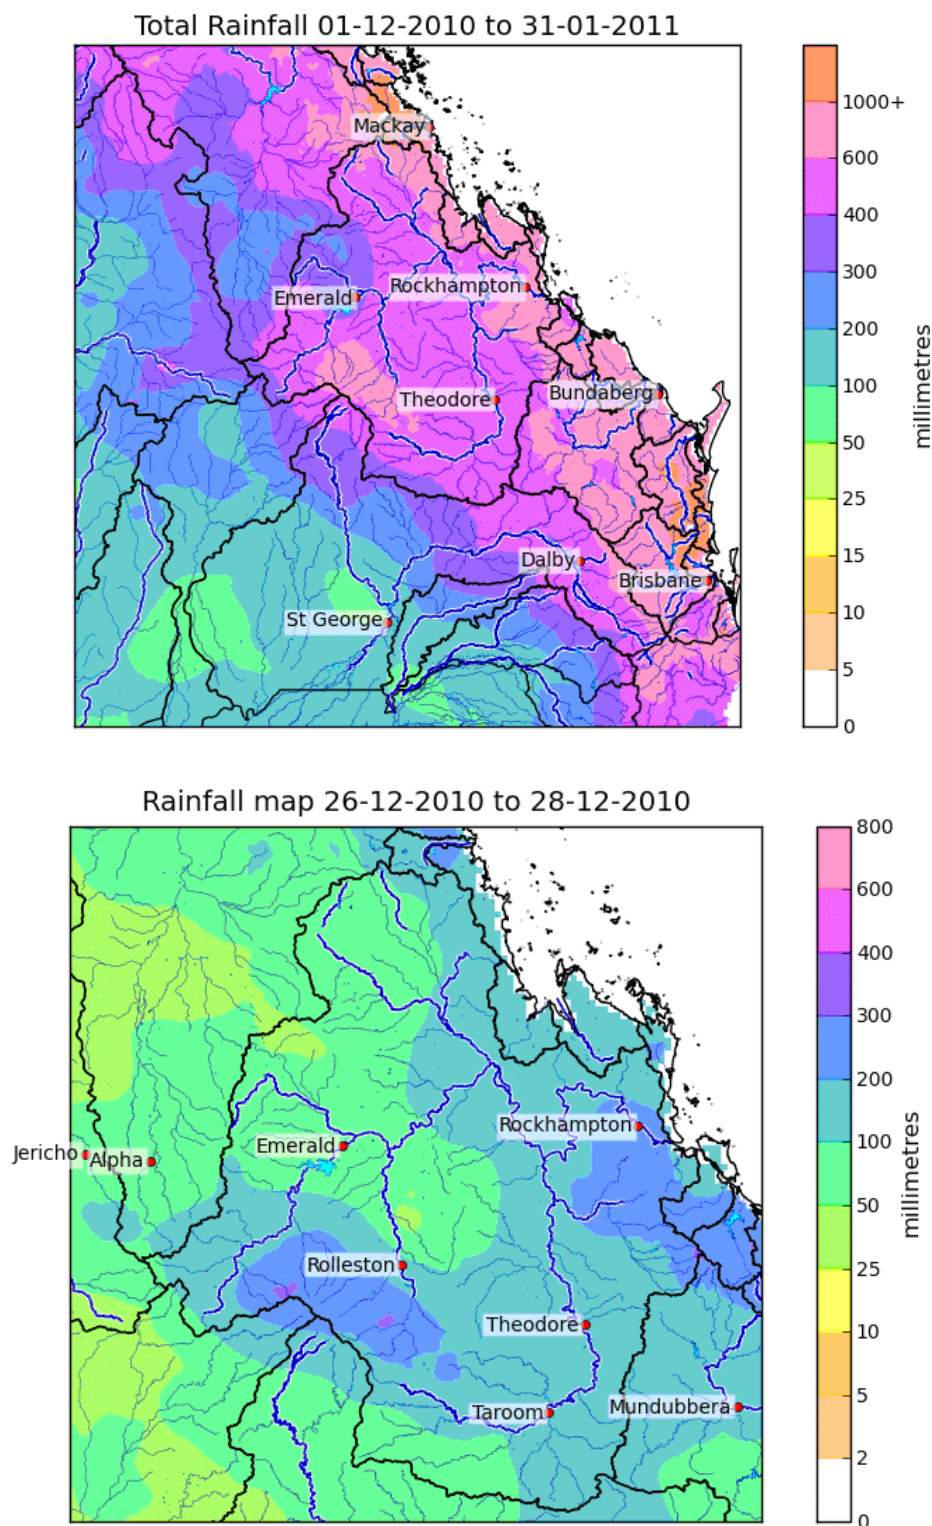 Total Rainfall 01-12-2010 to 31-01-2011
Mackay
Emerald
Rockhampton
Theodore
Bundaberg
Dalby
Brisbane
St George
1000+
600
400
300
200
100
50
25
15
10
5
0
millimetres
Rainfall map 26-12-2010 to 28-12-2010
Rockhampton
Emerald
Jericho
Alpha
Rolleston
Theodore
Taroom
Mundubbera
800
600
400
300
200
100
50
25
10
5
2
0
millimetres